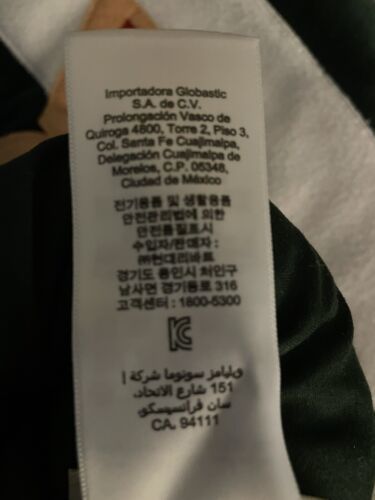 Importadora Globastic
S.A. de C.V.
Prolongación Vasco de
Quiroga 4800, Torre 2, Piso 3,
Col. Santa Fe Cuajimalpa,
Delegación Cuajimalpa de
Morelos, C.P. 05348,
Ciudad de México
전기용품 및 생활용품
안전관리법에 의한
안전품질표시
수입자/판매자 :
㈜현대리바트
경기도 용인시 처인구
남사면 경기동로 316
고객센터 : 1800-5300
ويليامز سونوما شركة |
151 شارع الاتحاد،
سان فرانسيسكو،
CA. 94111